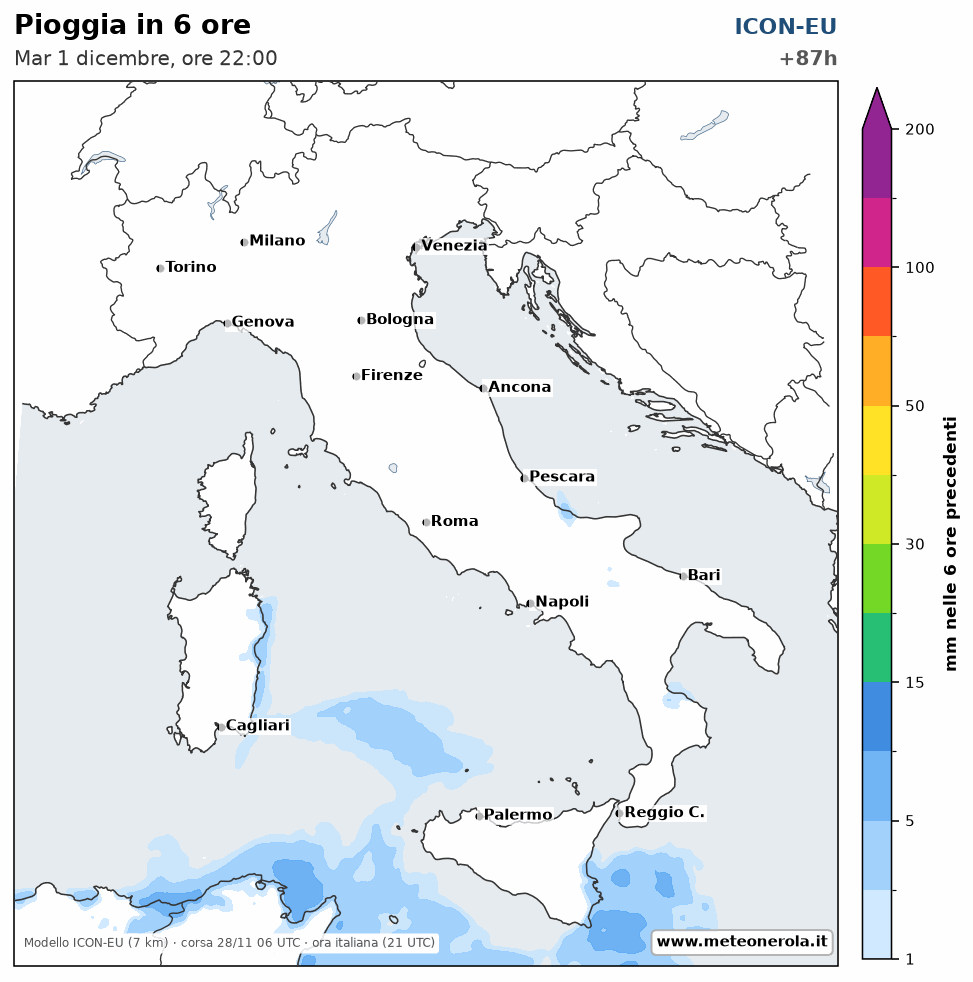 Pioggia in 6 ore
ICON-EU
Mar 1 dicembre, ore 22:00
+87h
200
100
50
30
15
5
1
mm nelle 6 ore precedenti
Venezia
Milano
Torino
Bologna
Genova
Firenze
Ancona
Pescara
Roma
Bari
Napoli
Cagliari
Palermo
Reggio C.
Modello ICON-EU (7 km) · corsa 28/11 06 UTC · ora italiana (21 UTC)
www.meteonerola.it